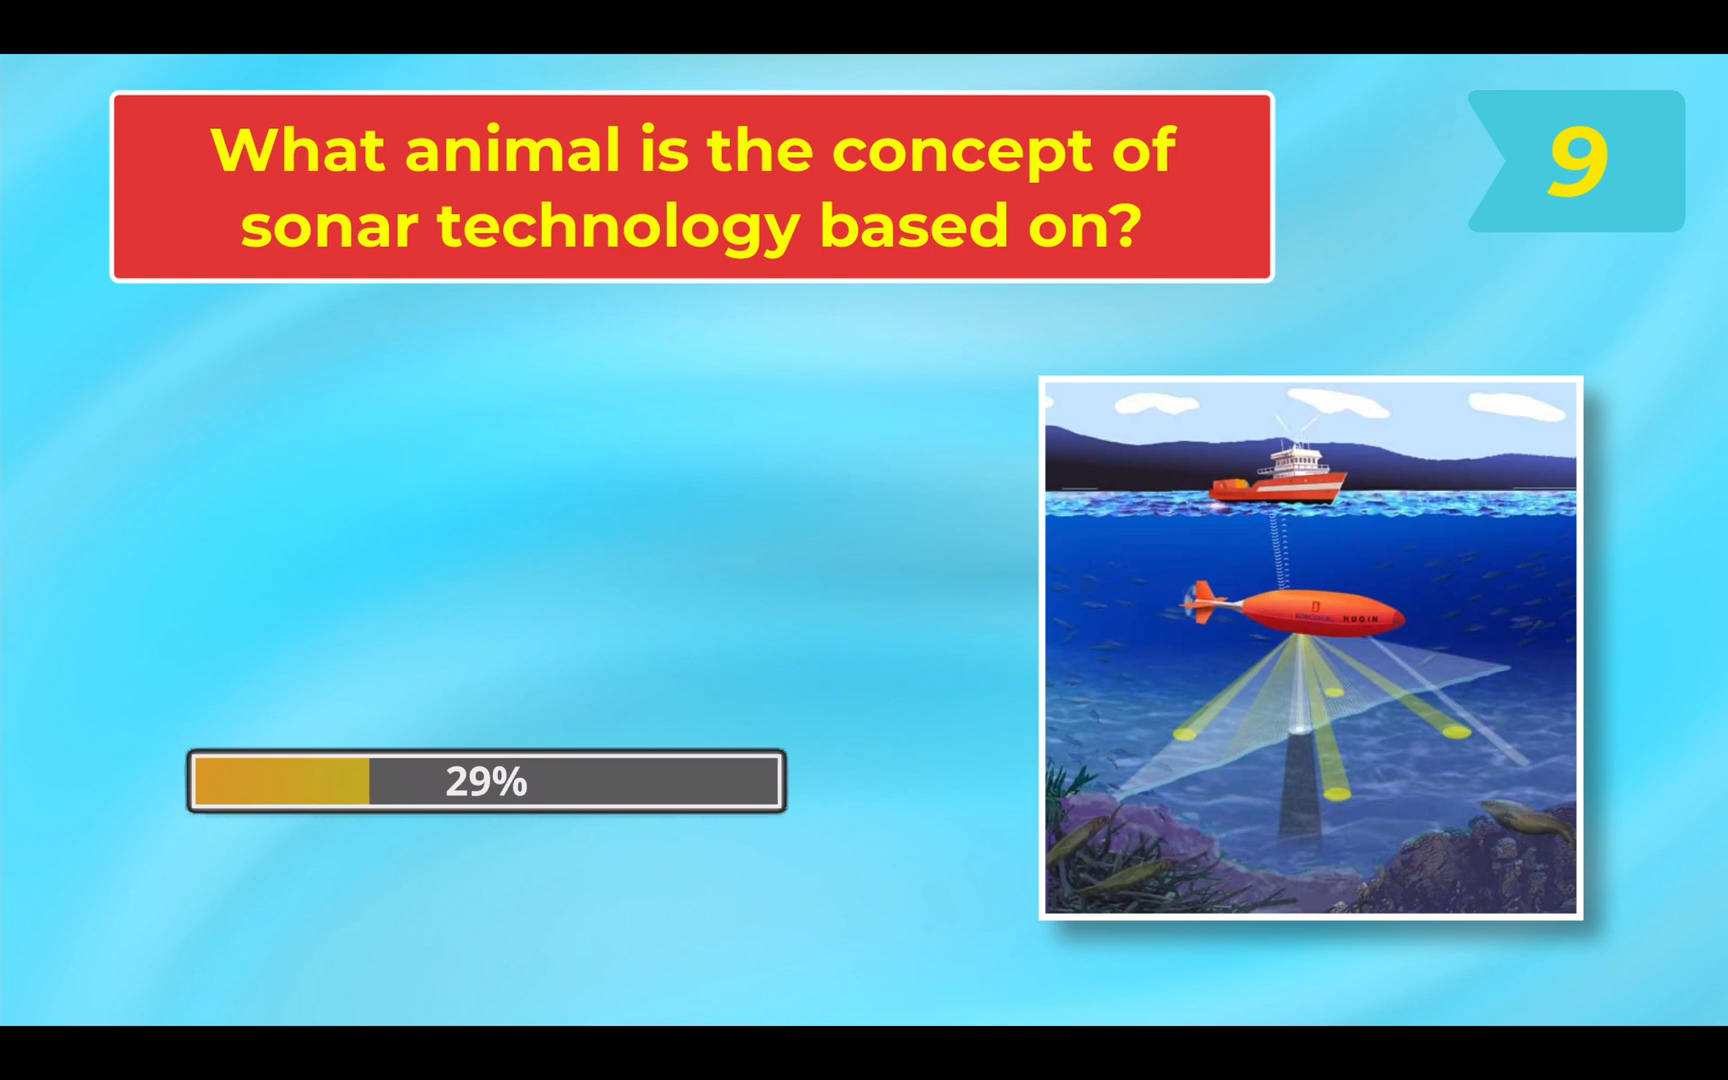 What animal is the concept of
sonar technology based on?
9
HUGIN
29%